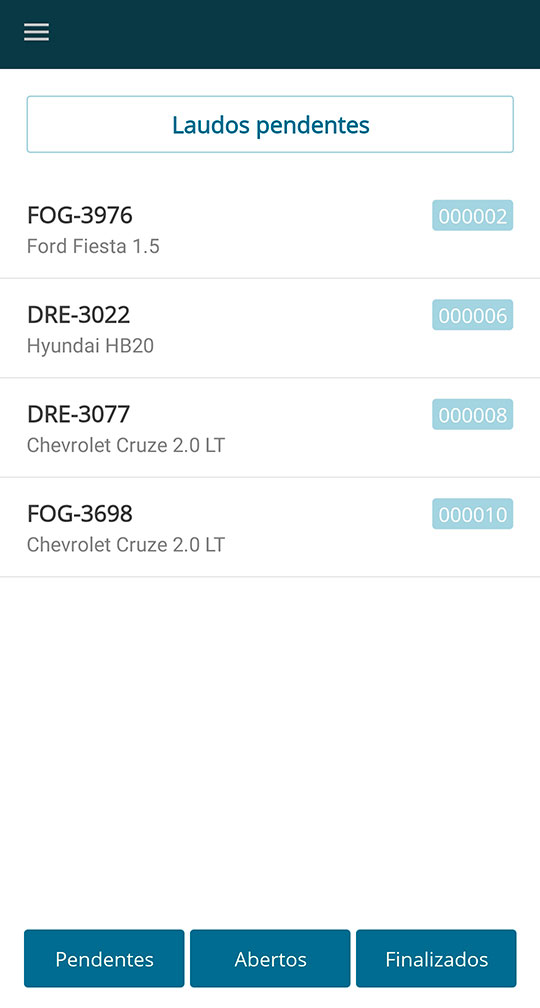 Laudos pendentes
FOG-3976 000002
Ford Fiesta 1.5
DRE-3022 000006
Hyundai HB20
DRE-3077 000008
Chevrolet Cruze 2.0 LT
FOG-3698 000010
Chevrolet Cruze 2.0 LT
Pendentes Abertos Finalizados